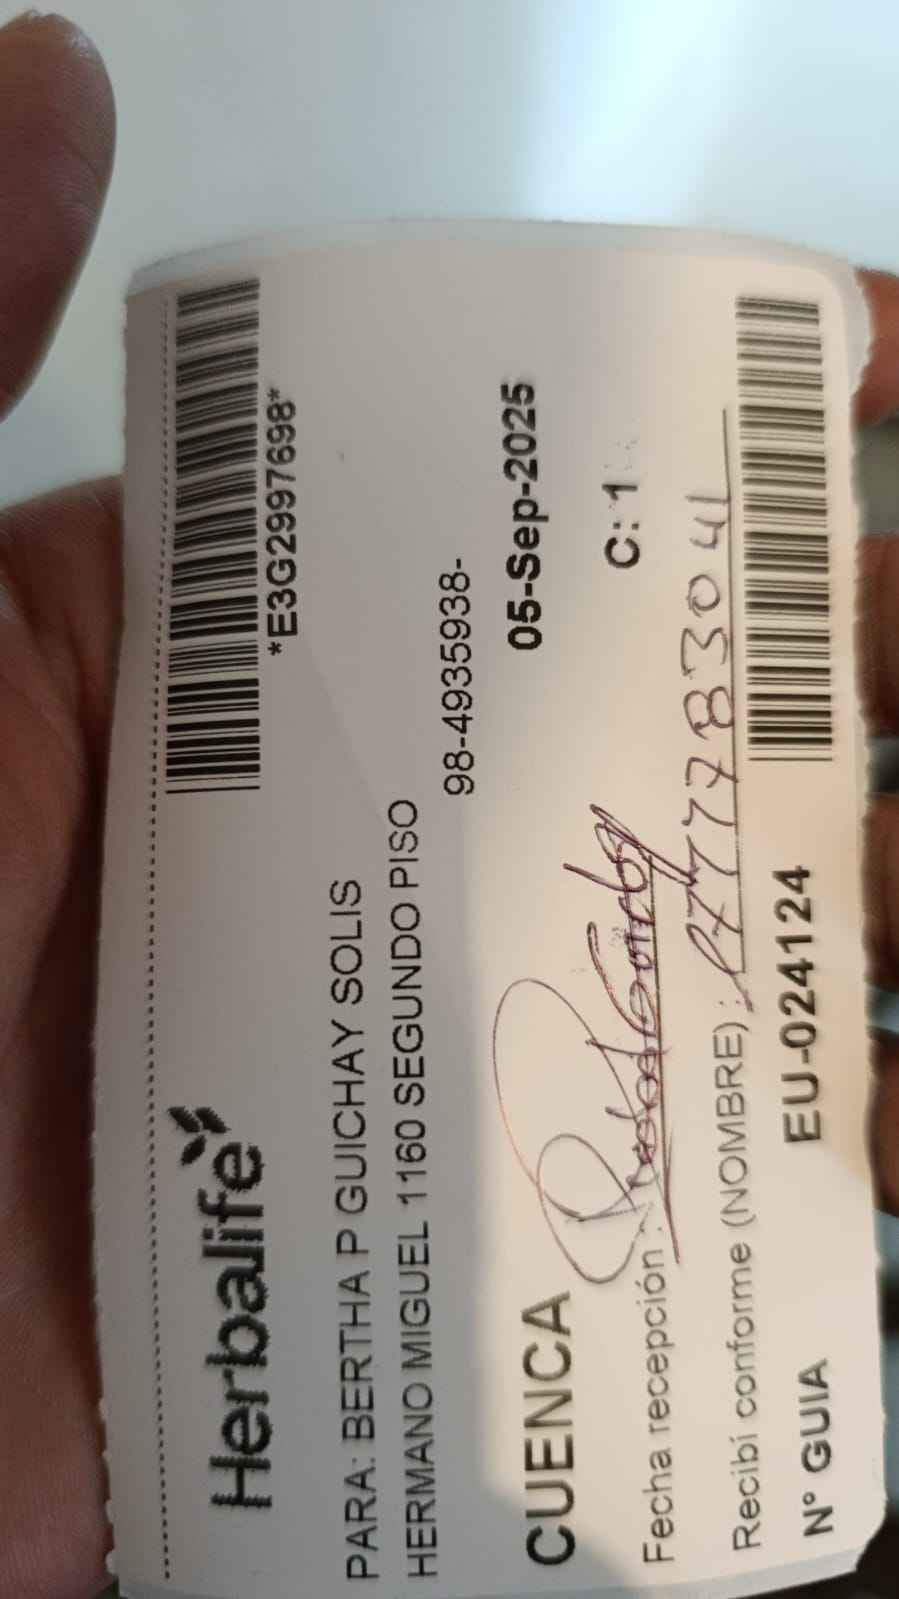 Herbalife
*E3G2997698*
PARA: BERTHA P GUICHAY SOLIS
HERMANO MIGUEL 1160 SEGUNDO PISO
98-4935938-
CUENCA
05-Sep-2025
Fecha recepción :
C: 1
Recibí conforme (NOMBRE) :
N° GUIA EU-024124